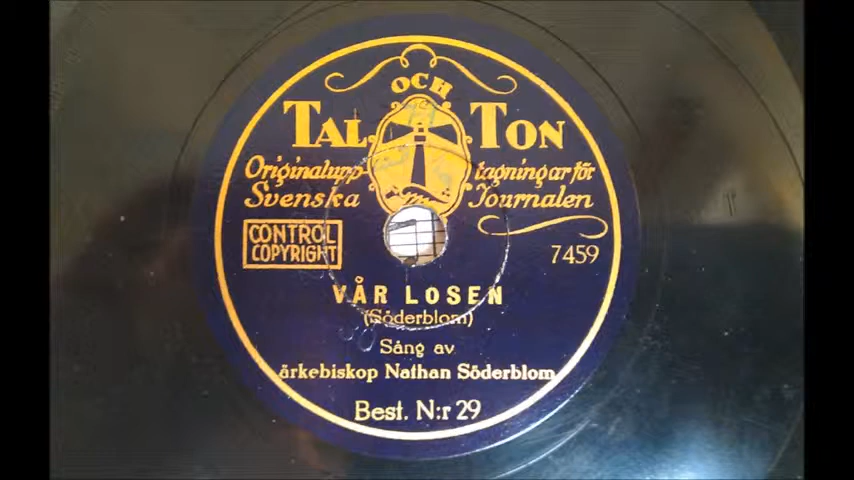 OCH
TAL TON
Originalupptagningar för
Svenska Journalen
CONTROL
COPYRIGHT
7459
VÅR LOSEN
(Söderblom)
Sång av
ärkebiskop Nathan Söderblom
Best. N:r 29